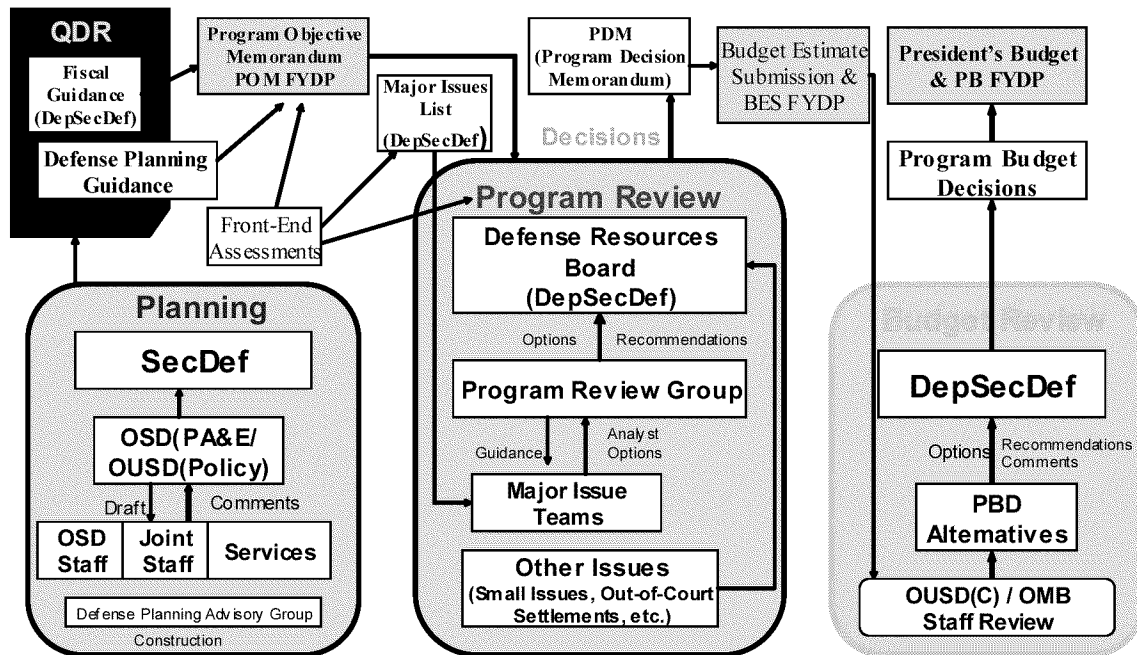 QDR
Fiscal
Guidance
(DepSecDef)
Defense Planning
Guidance
Program Objective
Memorandum
POM FYDP
Major Issues
List
(DepSecDef)
Front-End
Assessments
PDM
(Program Decision
Memorandum)
Decisions
Budget Estimate
Submission &
BES FYDP
President's Budget
& PB FYDP
Program Budget
Decisions
Planning
SecDef
OSD(PA&E/
OUSD(Policy)
Draft
Comments
OSD
Staff
Joint
Staff
Services
Defense Planning Advisory Group
Construction
Program Review
Defense Resources
Board
(DepSecDef)
Options
Recommendations
Program Review Group
Guidance
Analyst
Options
Major Issue
Teams
Other Issues
(Small Issues, Out-of-Court
Settlements, etc.)
Budget Review
DepSecDef
Options
Recommendations
Comments
PBD
Alternatives
OUSD(C) / OMB
Staff Review